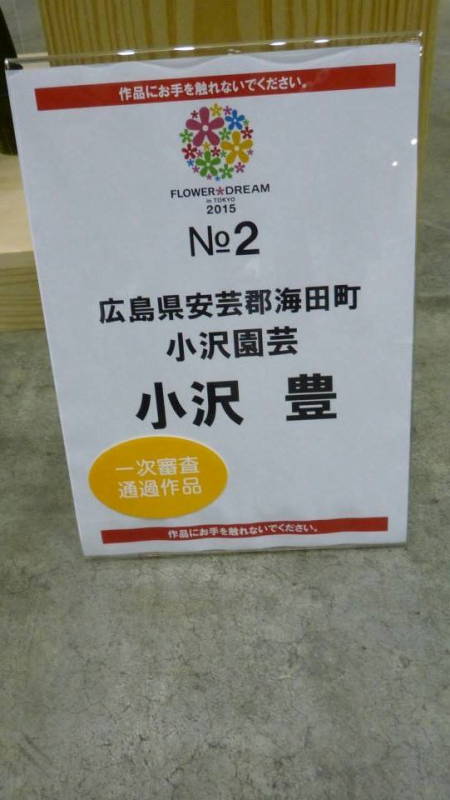 作品にお手を触れないでください。
FLOWER★DREAM
in TOKYO
2015
№2
広島県安芸郡海田町
小沢園芸
小沢 豊
一次審査
通過作品
作品にお手を触れないでください。